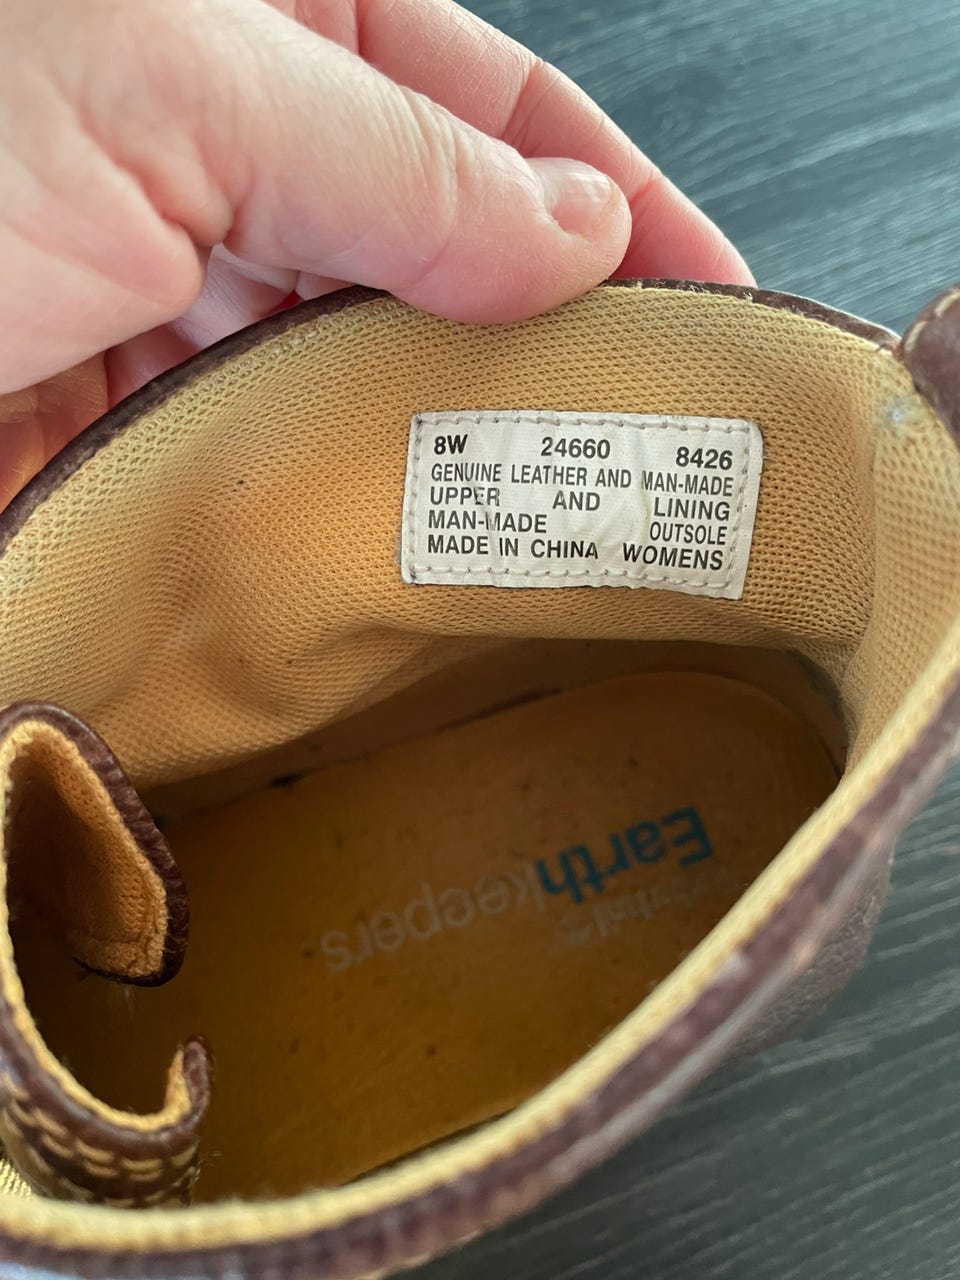 8W 24660 8426
GENUINE LEATHER AND MAN-MADE
UPPER AND LINING
MAN-MADE OUTSOLE
MADE IN CHINA WOMENS
Earthkeepers